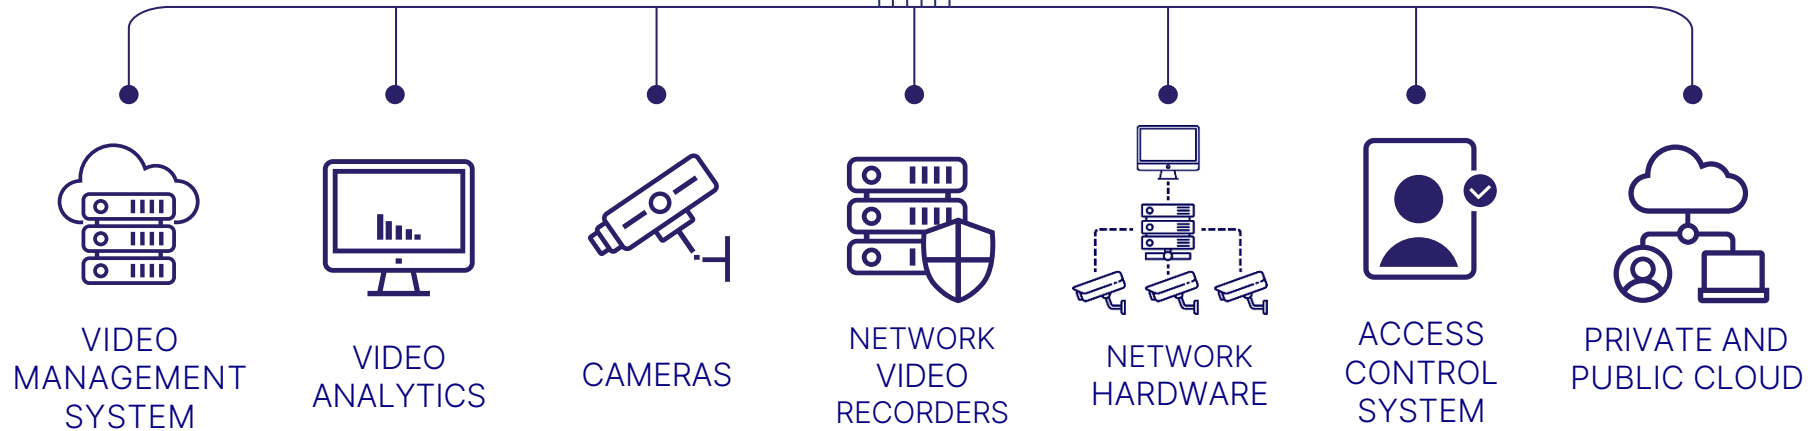 VIDEO
MANAGEMENT
SYSTEM
VIDEO
ANALYTICS
CAMERAS
NETWORK
VIDEO
RECORDERS
NETWORK
HARDWARE
ACCESS
CONTROL
SYSTEM
PRIVATE AND
PUBLIC CLOUD